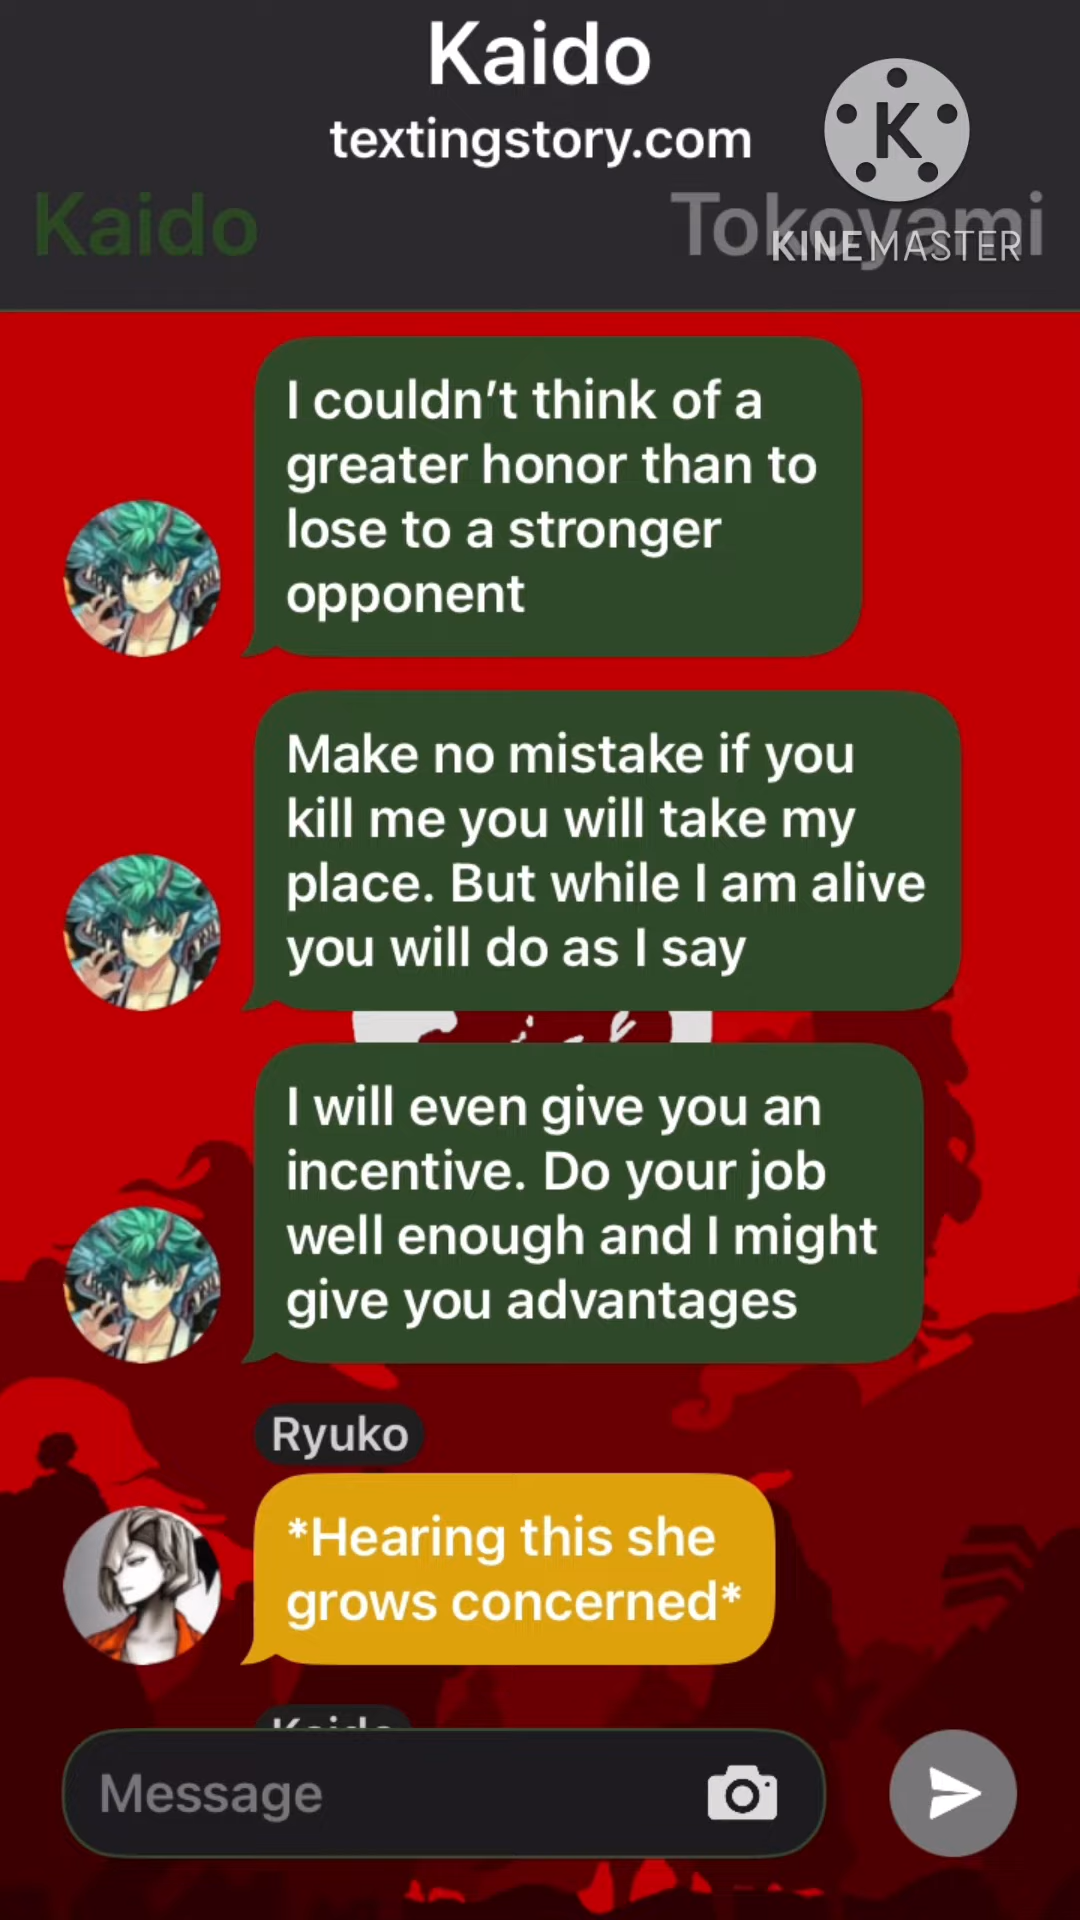 Kaido
textingstory.com
K
Kaido
Tokoyami
KINEMASTER
I couldn’t think of a
greater honor than to
lose to a stronger
opponent
Make no mistake if you
kill me you will take my
place. But while I am alive
you will do as I say
I will even give you an
incentive. Do your job
well enough and I might
give you advantages
Ryuko
*Hearing this she
grows concerned*
Kaido
Message